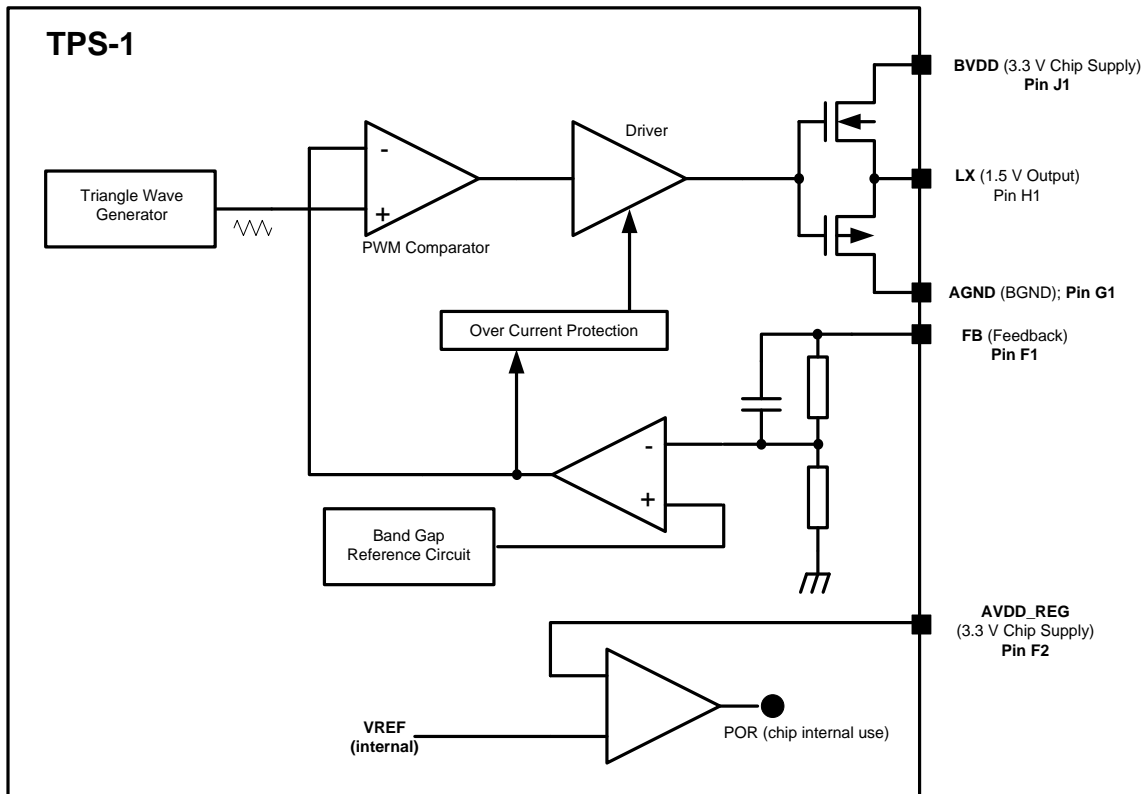 TPS-1
BVDD (3.3 V Chip Supply)
Pin J1
Driver
-
+
Triangle Wave
Generator
LX (1.5 V Output)
Pin H1
PWM Comparator
AGND (BGND); Pin G1
Over Current Protection
FB (Feedback)
Pin F1
-
+
Band Gap
Reference Circuit
AVDD_REG
(3.3 V Chip Supply)
Pin F2
VREF
(internal)
POR (chip internal use)